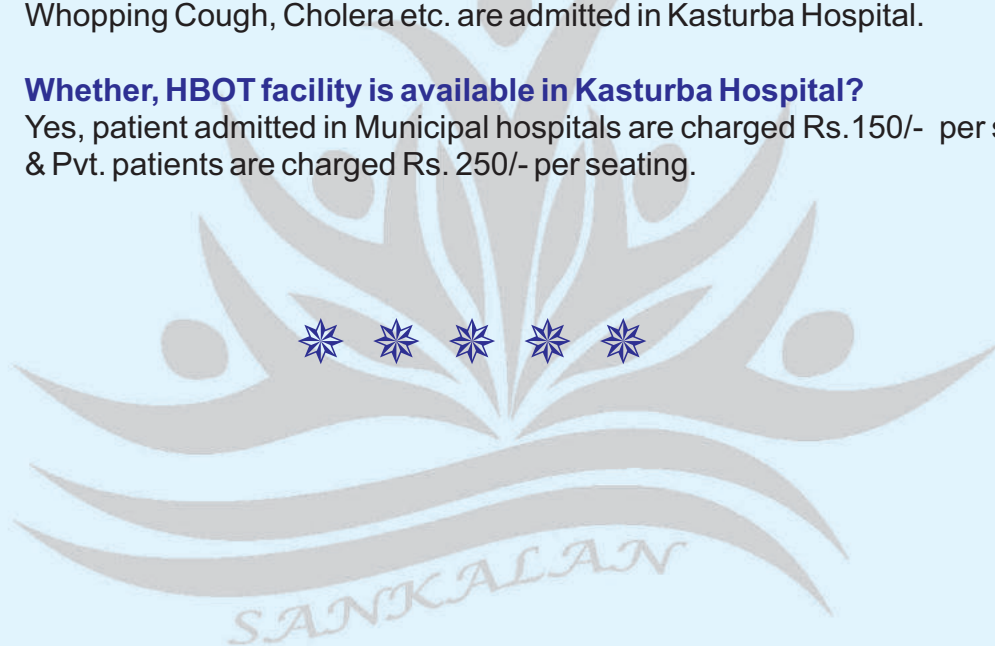 Whopping Cough, Cholera etc. are admitted in Kasturba Hospital.
Whether, HBOT facility is available in Kasturba Hospital?
Yes, patient admitted in Municipal hospitals are charged Rs.150/- per
& Pvt. patients are charged Rs. 250/- per seating.
SANKALAN